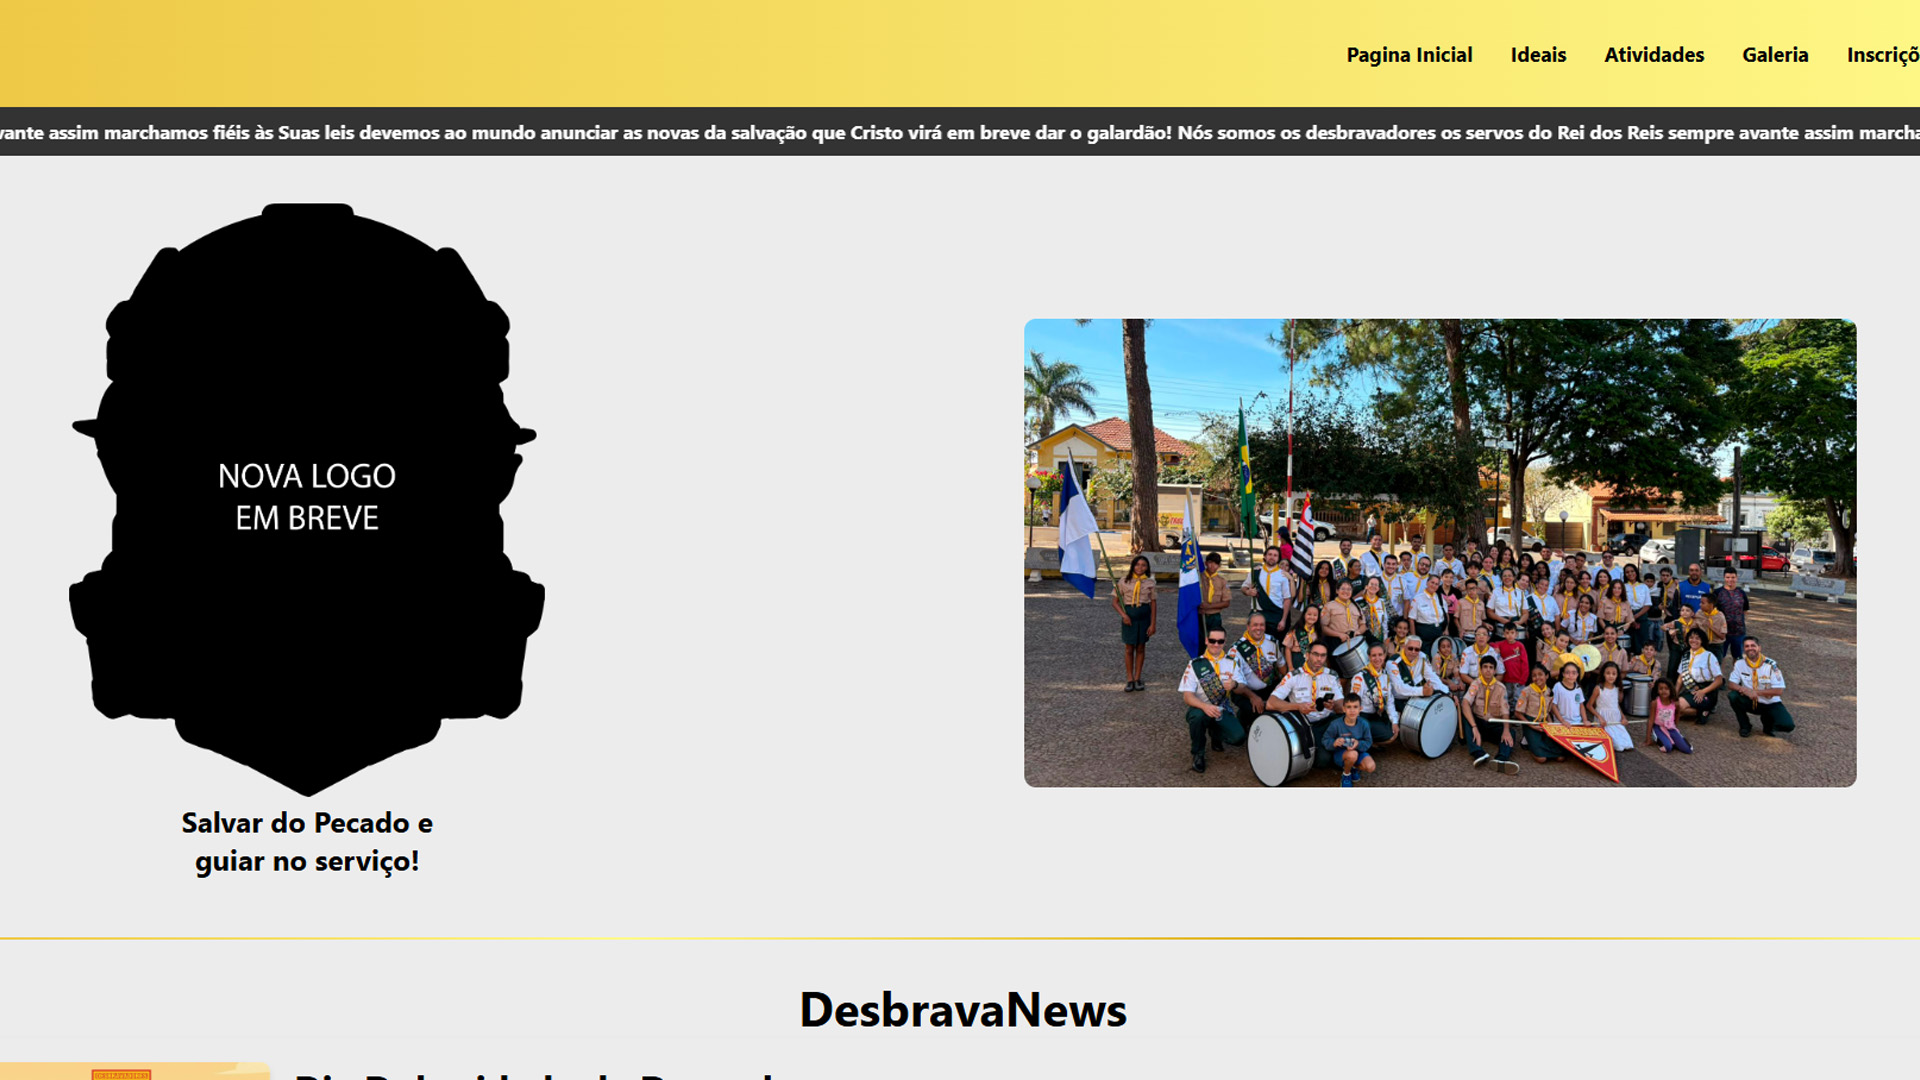 Pagina Inicial Ideais Atividades Galeria Inscriçõ
vante assim marchamos fiéis às Suas leis devemos ao mundo anunciar as novas da salvação que Cristo virá em breve dar o galardão! Nós somos os desbravadores os servos do Rei dos Reis sempre avante assim marcha
NOVA LOGO
EM BREVE
Salvar do Pecado e
guiar no serviço!
DesbravaNews